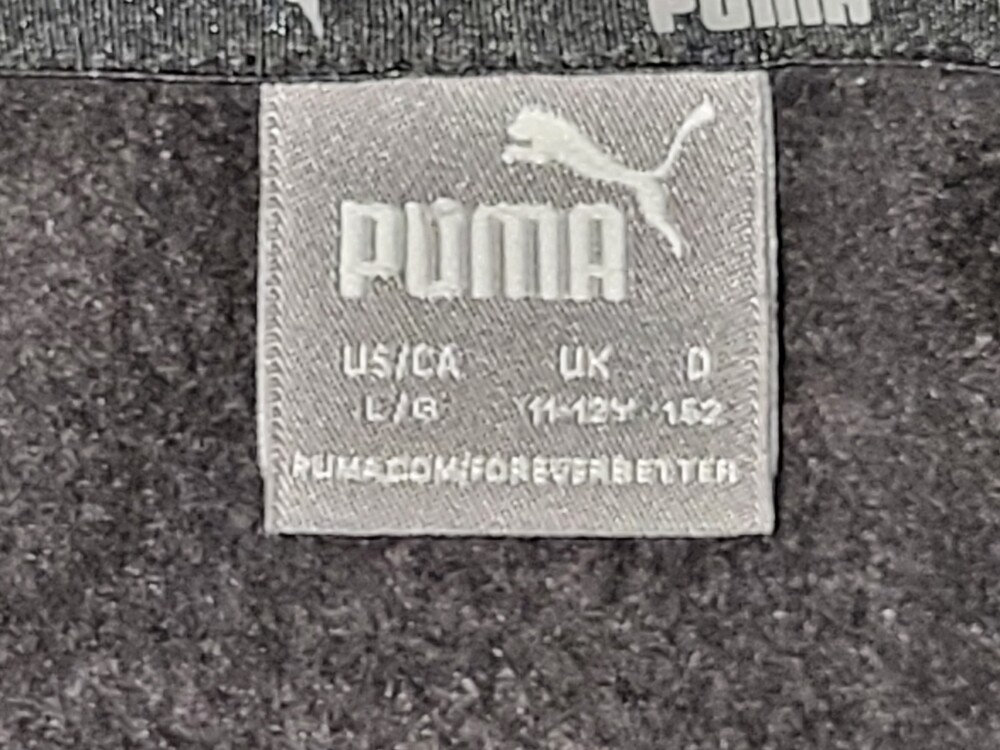 PUMA
PUMA
US/CA UK D
L/G 11-12Y 152
PUMA.COM/FOREVERBETTER